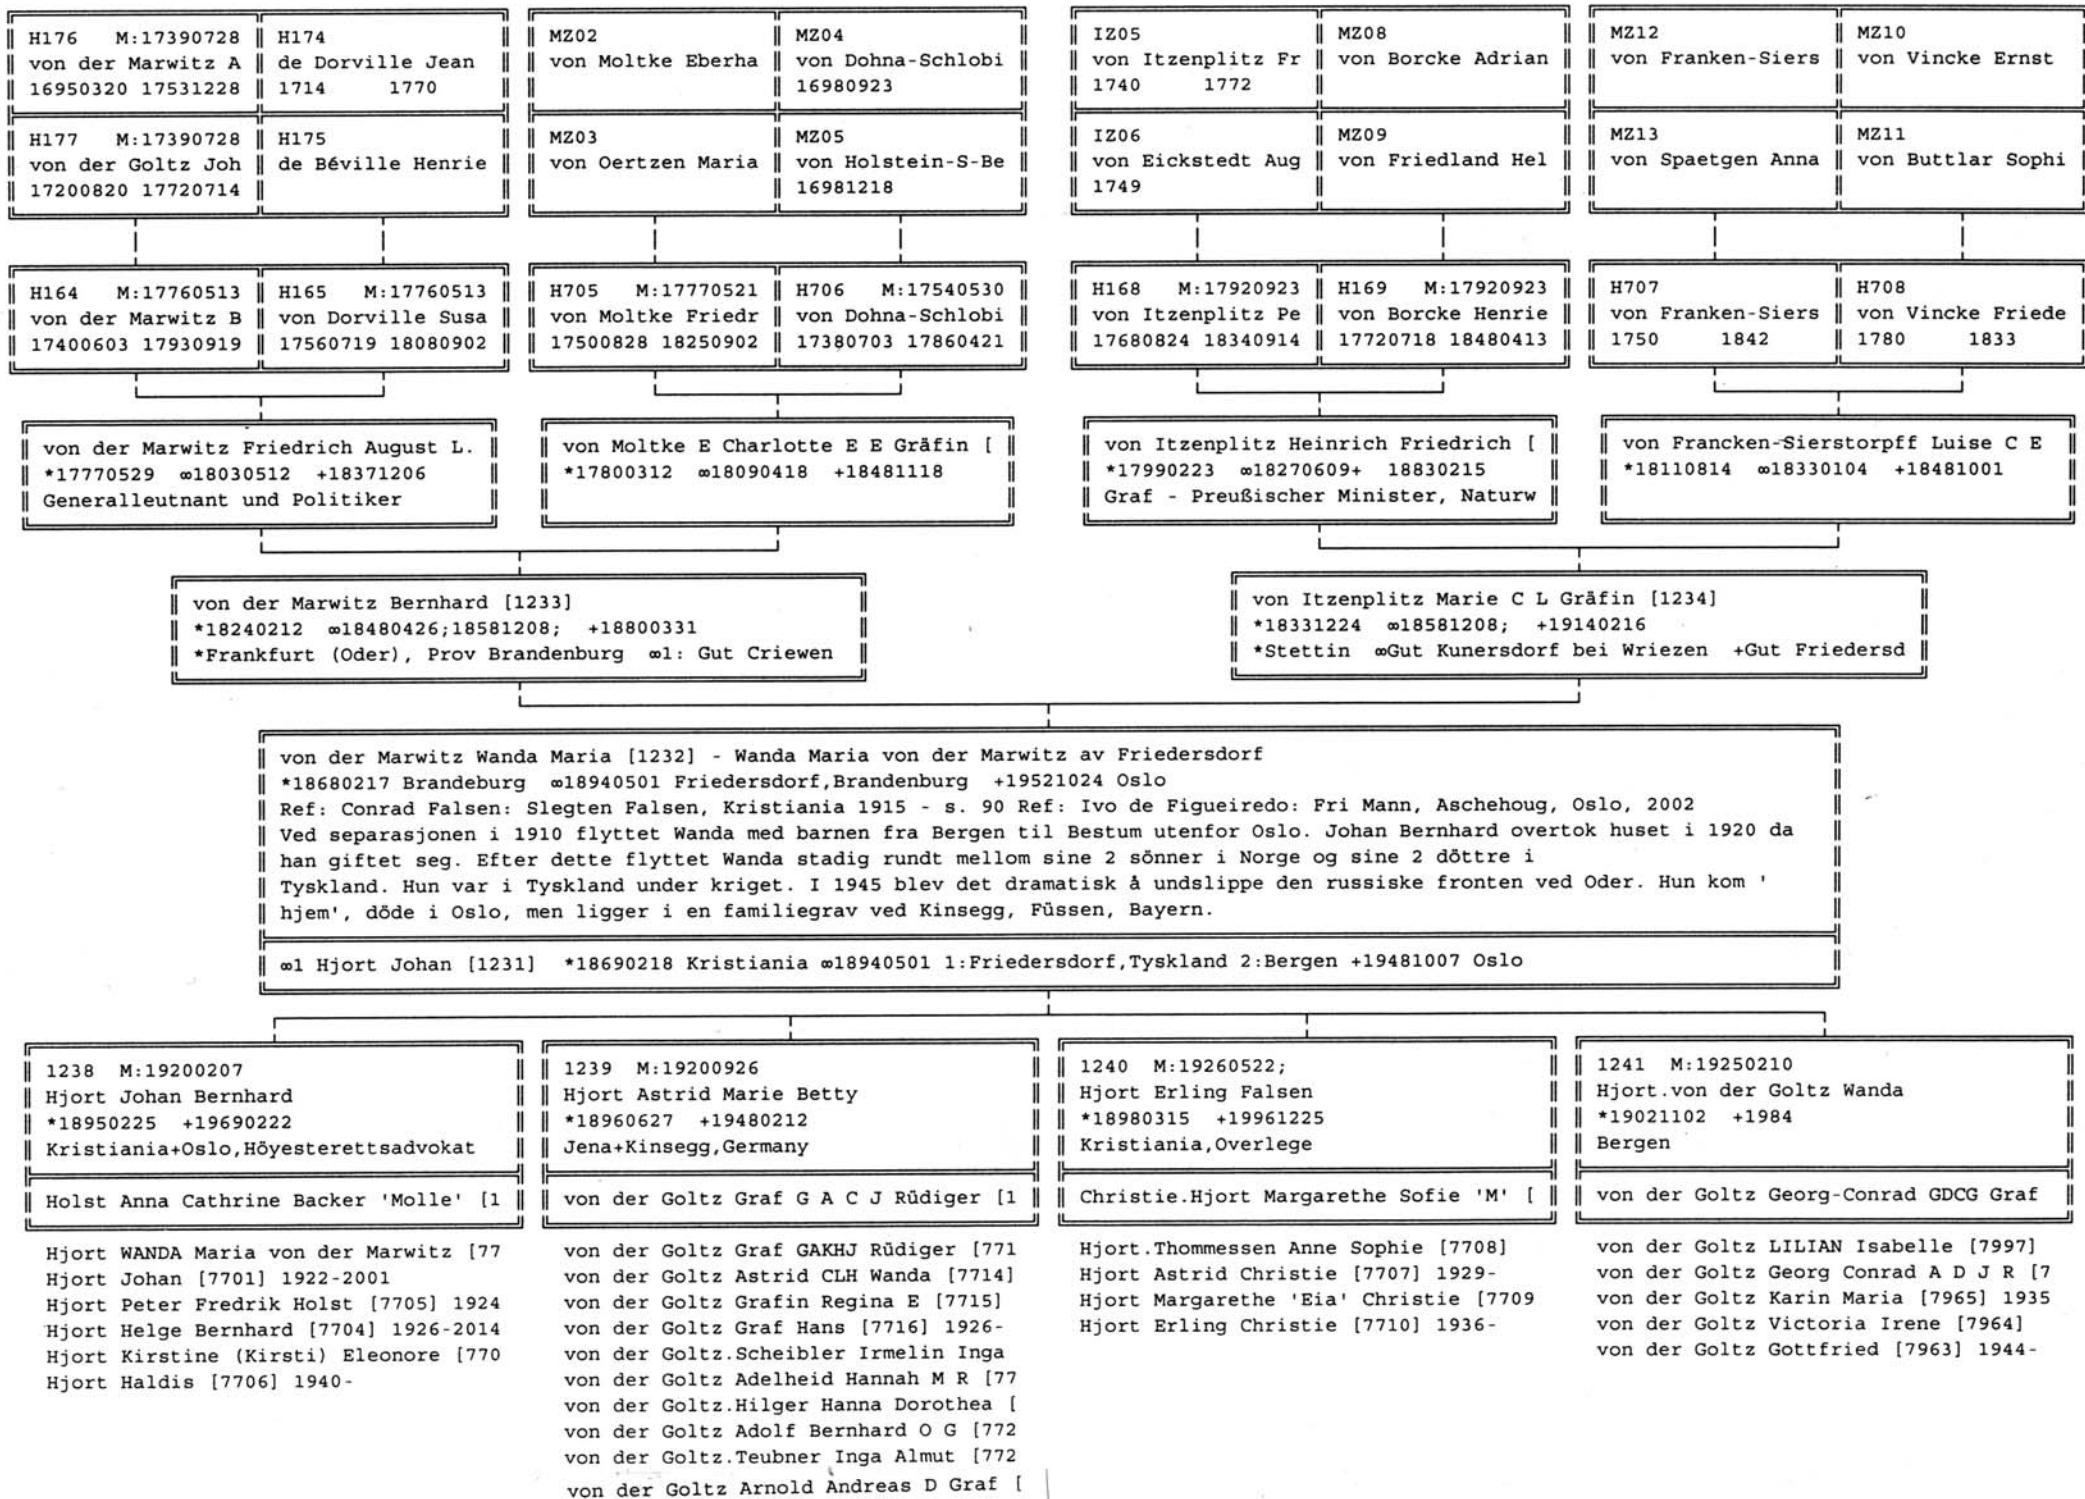 H176   M:17390728
von der Marwitz A
16950320 17531228
H174
de Dorville Jean
1714      1770
MZ02
von Moltke Eberha
MZ04
von Dohna-Schlobi
16980923
IZ05
von Itzenplitz Fr
1740      1772
MZ08
von Borcke Adrian
MZ12
von Franken-Siers
MZ10
von Vincke Ernst
H177   M:17390728
von der Goltz Joh
17200820 17720714
H175
de Béville Henrie
MZ03
von Oertzen Maria
MZ05
von Holstein-S-Be
16981218
IZ06
von Eickstedt Aug
1749
MZ09
von Friedland Hel
MZ13
von Spaetgen Anna
MZ11
von Buttlar Sophi
H164   M:17760513
von der Marwitz B
17400603 17930919
H165   M:17760513
von Dorville Susa
17560719 18080902
H705   M:17770521
von Moltke Friedr
17500828 18250902
H706   M:17540530
von Dohna-Schlobi
17380703 17860421
H168   M:17920923
von Itzenplitz Pe
17680824 18340914
H169   M:17920923
von Borcke Henrie
17720718 18480413
H707
von Franken-Siers
1750      1842
H708
von Vincke Friede
1780      1833
von der Marwitz Friedrich August L.
*17770529  ∞18030512  +18371206
Generalleutnant und Politiker
von Moltke E Charlotte E E Gräfin [
*17800312  ∞18090418  +18481118
von Itzenplitz Heinrich Friedrich [
*17990223  ∞18270609+  18830215
Graf - Preußischer Minister, Naturw
von Francken-Sierstorpff Luise C E
*18110814  ∞18330104  +18481001
von der Marwitz Bernhard [1233]
*18240212  ∞18480426;18581208;  +18800331
*Frankfurt (Oder), Prov Brandenburg  ∞1: Gut Criewen
von Itzenplitz Marie C L Gräfin [1234]
*18331224  ∞18581208;  +19140216
*Stettin  ∞Gut Kunersdorf bei Wriezen  +Gut Friedersd
von der Marwitz Wanda Maria [1232] - Wanda Maria von der Marwitz av Friedersdorf
*18680217 Brandeburg  ∞18940501 Friedersdorf,Brandenburg  +19521024 Oslo
Ref: Conrad Falsen: Slegten Falsen, Kristiania 1915 - s. 90 Ref: Ivo de Figueiredo: Fri Mann, Aschehoug, Oslo, 2002
Ved separasjonen i 1910 flyttet Wanda med barnen fra Bergen til Bestum utenfor Oslo. Johan Bernhard overtok huset i 1920 da
han giftet seg. Efter dette flyttet Wanda stadig rundt mellom sine 2 sönner i Norge og sine 2 döttre i
Tyskland. Hun var i Tyskland under kriget. I 1945 blev det dramatisk å undslippe den russiske fronten ved Oder. Hun kom '
hjem', döde i Oslo, men ligger i en familiegrav ved Kinsegg, Füssen, Bayern.
∞1 Hjort Johan [1231]   *18690218 Kristiania ∞18940501 1:Friedersdorf,Tyskland 2:Bergen +19481007 Oslo
1238  M:19200207
Hjort Johan Bernhard
*18950225  +19690222
Kristiania+Oslo,Höyesterettsadvokat
Holst Anna Cathrine Backer 'Molle' [1
Hjort WANDA Maria von der Marwitz [77
Hjort Johan [7701] 1922-2001
Hjort Peter Fredrik Holst [7705] 1924
Hjort Helge Bernhard [7704] 1926-2014
Hjort Kirstine (Kirsti) Eleonore [770
Hjort Haldis [7706] 1940-
1239  M:19200926
Hjort Astrid Marie Betty
*18960627  +19480212
Jena+Kinsegg,Germany
von der Goltz Graf G A C J Rüdiger [1
von der Goltz Graf GAKHJ Rüdiger [771
von der Goltz Astrid CLH Wanda [7714]
von der Goltz Grafin Regina E [7715]
von der Goltz Graf Hans [7716] 1926-
von der Goltz.Scheibler Irmelin Inga
von der Goltz Adelheid Hannah M R [77
von der Goltz.Hilger Hanna Dorothea [
von der Goltz Adolf Bernhard O G [772
von der Goltz.Teubner Inga Almut [772
von der Goltz Arnold Andreas D Graf [
1240  M:19260522;
Hjort Erling Falsen
*18980315  +19961225
Kristiania,Overlege
Christie.Hjort Margarethe Sofie 'M' [
Hjort.Thommessen Anne Sophie [7708]
Hjort Astrid Christie [7707] 1929-
Hjort Margarethe 'Eia' Christie [7709
Hjort Erling Christie [7710] 1936-
1241  M:19250210
Hjort.von der Goltz Wanda
*19021102  +1984
Bergen
von der Goltz Georg-Conrad GDCG Graf
von der Goltz LILIAN Isabelle [7997]
von der Goltz Georg Conrad A D J R [7
von der Goltz Karin Maria [7965] 1935
von der Goltz Victoria Irene [7964]
von der Goltz Gottfried [7963] 1944-